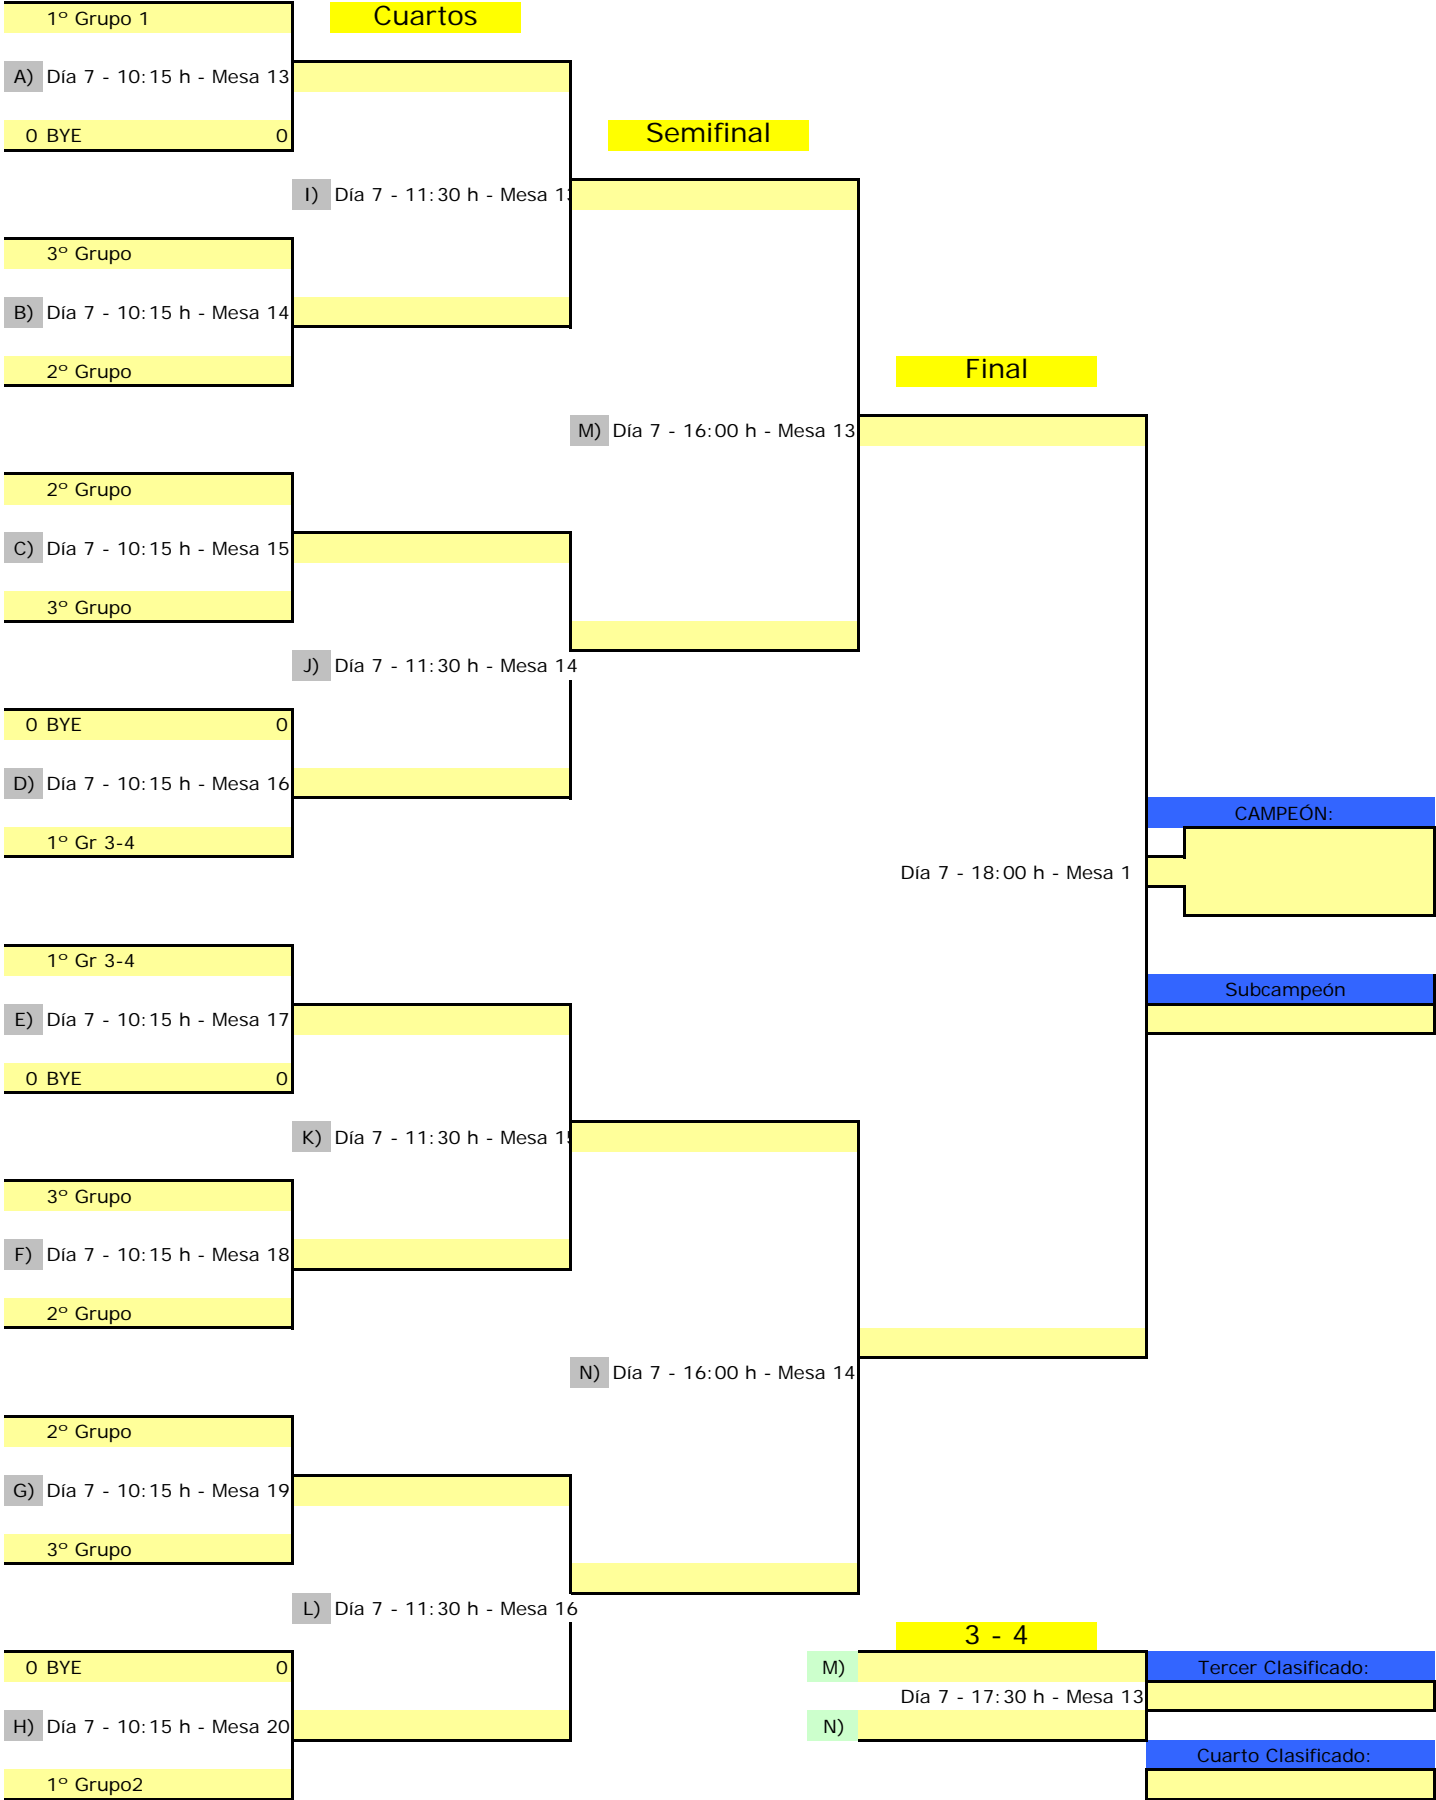 1º Grupo 1
Cuartos
A) Día 7 - 10:15 h - Mesa 13
0 BYE 0
Semifinal
I) Día 7 - 11:30 h - Mesa 13
3º Grupo
B) Día 7 - 10:15 h - Mesa 14
2º Grupo
Final
M) Día 7 - 16:00 h - Mesa 13
2º Grupo
C) Día 7 - 10:15 h - Mesa 15
3º Grupo
J) Día 7 - 11:30 h - Mesa 14
0 BYE 0
D) Día 7 - 10:15 h - Mesa 16
CAMPEÓN:
1º Gr 3-4
Día 7 - 18:00 h - Mesa 1
1º Gr 3-4
Subcampeón
E) Día 7 - 10:15 h - Mesa 17
0 BYE 0
K) Día 7 - 11:30 h - Mesa 15
3º Grupo
F) Día 7 - 10:15 h - Mesa 18
2º Grupo
N) Día 7 - 16:00 h - Mesa 14
2º Grupo
G) Día 7 - 10:15 h - Mesa 19
3º Grupo
L) Día 7 - 11:30 h - Mesa 16
3 - 4
0 BYE 0
M)
Tercer Clasificado:
Día 7 - 17:30 h - Mesa 13
H) Día 7 - 10:15 h - Mesa 20
N)
Cuarto Clasificado:
1º Grupo2